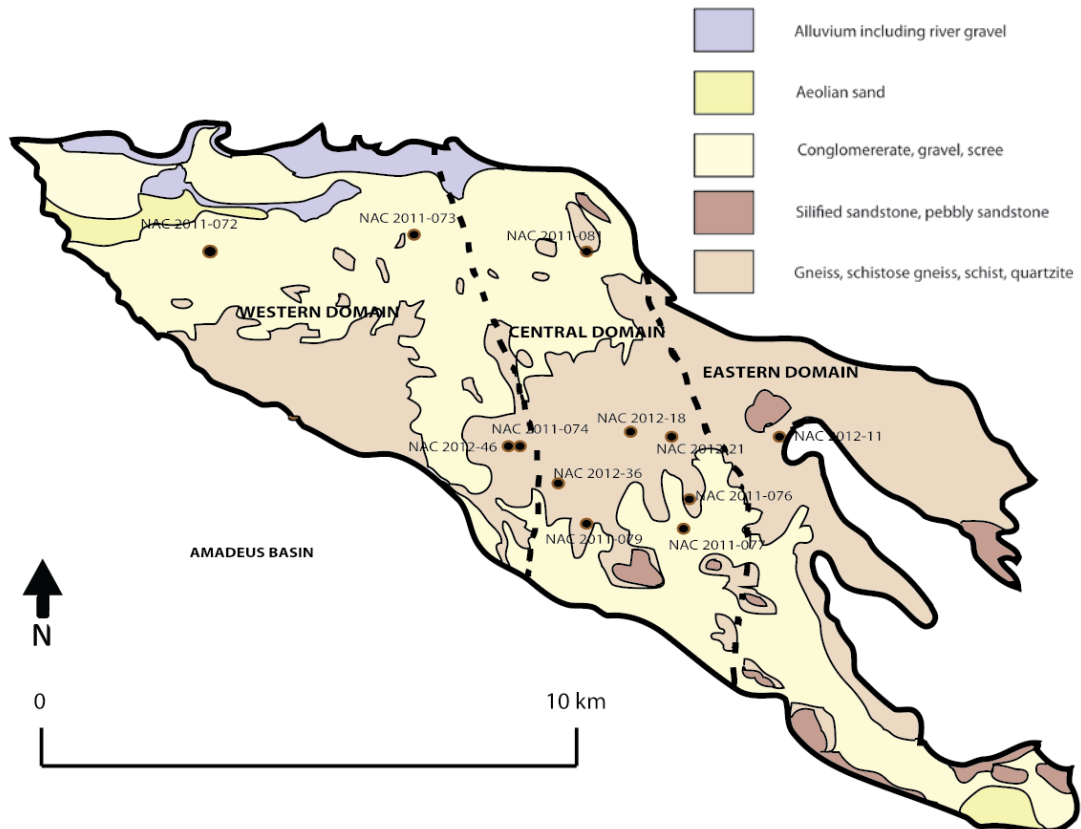 Alluvium including river gravel
Aeolian sand
Conglomererate, gravel, scree
Silified sandstone, pebbly sandstone
Gneiss, schistose gneiss, schist, quartzite
NAC 2011-072
NAC 2011-073
NAC 2011-081
WESTERN DOMAIN
CENTRAL DOMAIN
EASTERN DOMAIN
NAC 2012-18
NAC 2011-074
NAC 2012-46
NAC 2012-21
NAC 2012-11
NAC 2012-36
NAC 2011-076
NAC 2011-079
NAC 2011-077
AMADEUS BASIN
N
0
10 km